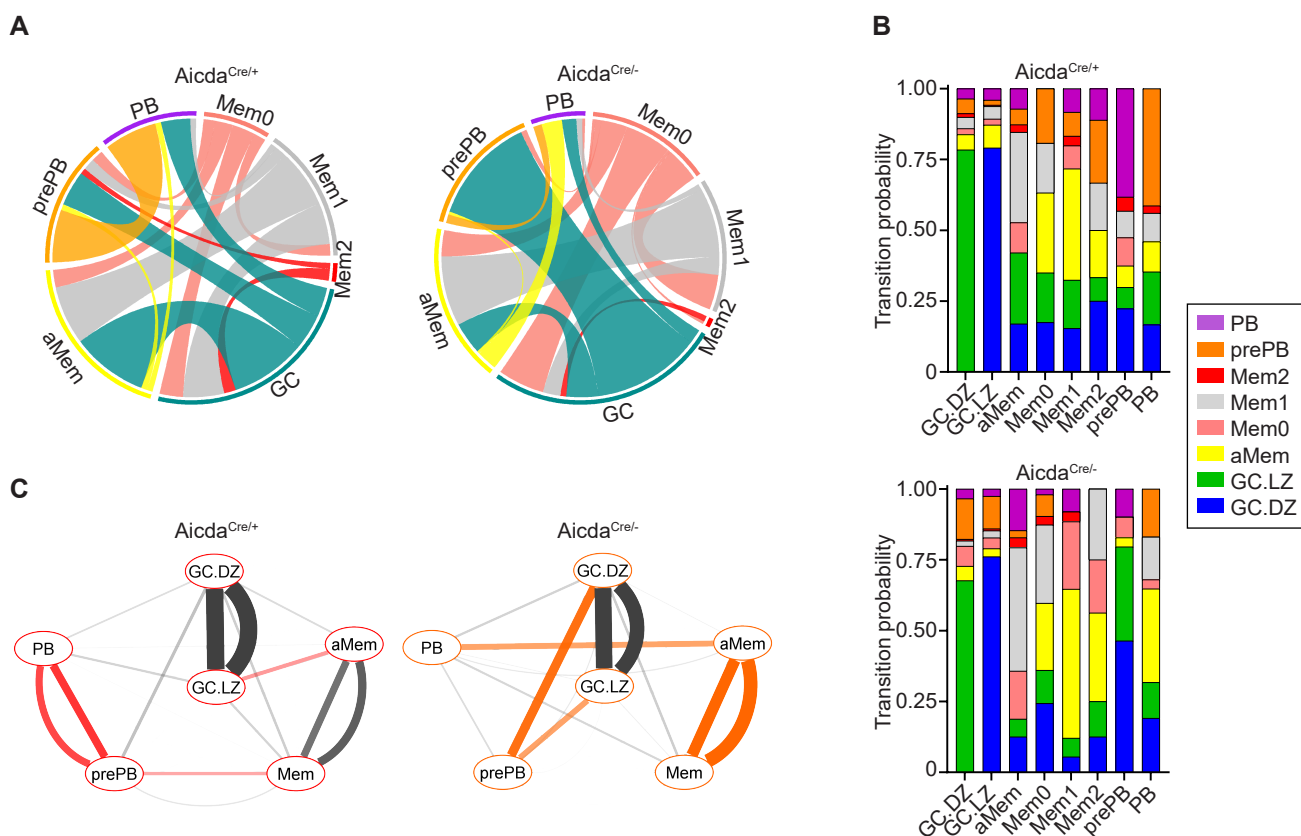 A
Aicda^Cre/+
PB
Mem0
Mem1
Mem2
GC
aMem
prePB
Aicda^Cre/-
PB
Mem0
Mem1
Mem2
GC
aMem
prePB
B
Aicda^Cre/+
Transition probability
1.00
0.75
0.50
0.25
0
GC.DZ
GC.LZ
aMem
Mem0
Mem1
Mem2
prePB
PB
Aicda^Cre/-
Transition probability
1.00
0.75
0.50
0.25
0
GC.DZ
GC.LZ
aMem
Mem0
Mem1
Mem2
prePB
PB
PB
prePB
Mem2
Mem1
Mem0
aMem
GC.LZ
GC.DZ
C
Aicda^Cre/+
GC.DZ
PB
aMem
GC.LZ
prePB
Mem
Aicda^Cre/-
GC.DZ
PB
aMem
GC.LZ
prePB
Mem